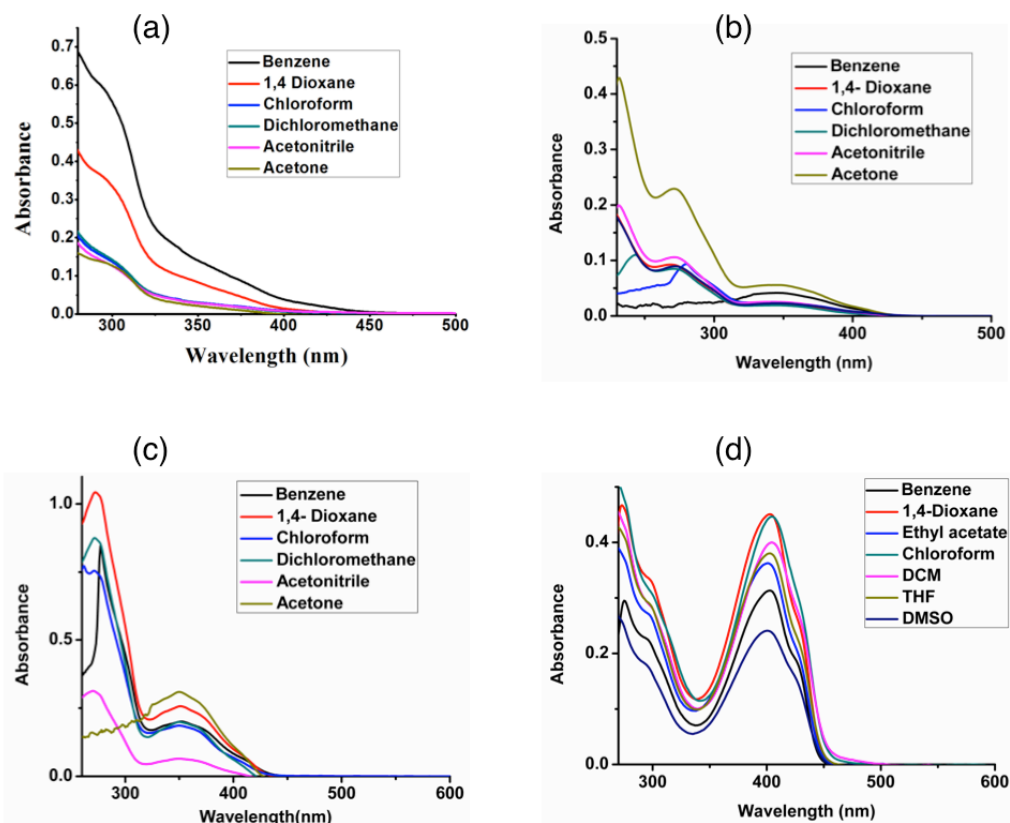 (a)
Absorbance
0.7
0.6
0.5
0.4
0.3
0.2
0.1
0.0
Benzene
1,4 Dioxane
Chloroform
Dichloromethane
Acetonitrile
Acetone
300 350 400 450 500
Wavelength (nm)
(b)
Absorbance
0.5
0.4
0.3
0.2
0.1
0.0
Benzene
1,4- Dioxane
Chloroform
Dichloromethane
Acetonitrile
Acetone
300 400 500
Wavelength (nm)
(c)
Absorbance
1.0
0.5
0.0
Benzene
1,4- Dioxane
Chloroform
Dichloromethane
Acetonitrile
Acetone
300 400 500 600
Wavelength(nm)
(d)
Absorbance
0.4
0.2
0.0
Benzene
1,4-Dioxane
Ethyl acetate
Chloroform
DCM
THF
DMSO
300 400 500 600
Wavelength (nm)